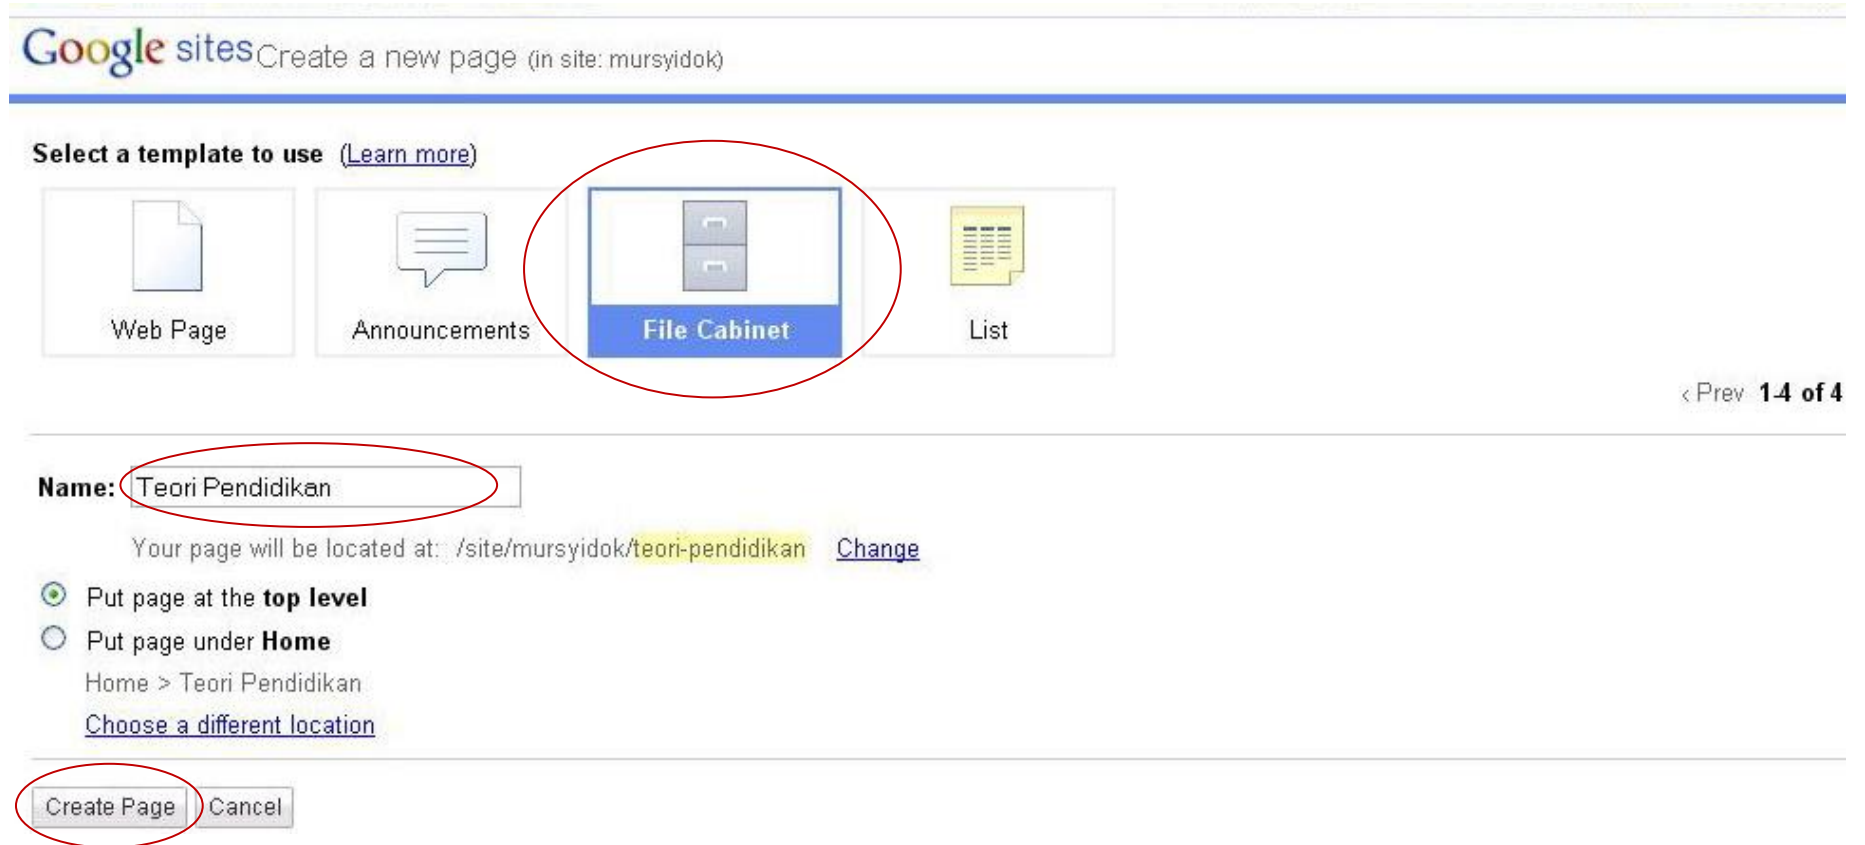 Google sites Create a new page (in site: mursyidok)
Select a template to use (Learn more)
Web Page Announcements File Cabinet List
‹ Prev 1-4 of 4
Name: Teori Pendidikan
Your page will be located at: /site/mursyidok/teori-pendidikan Change
Put page at the top level
Put page under Home
Home > Teori Pendidikan
Choose a different location
Create Page Cancel